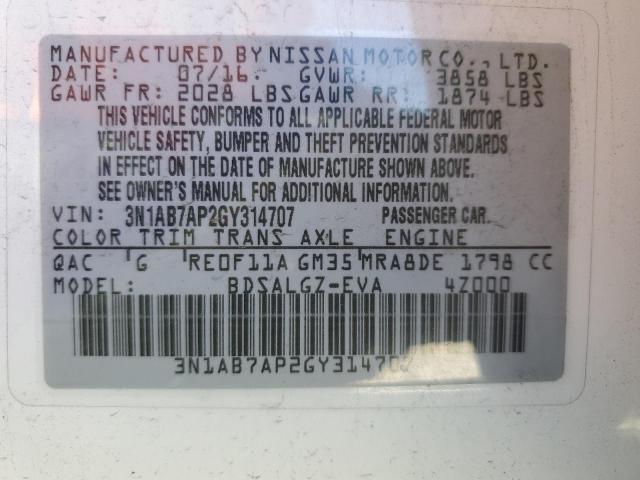 MANUFACTURED BY NISSAN MOTOR CO., LTD.
DATE: 07/16 GVWR: 3858 LBS
GAWR FR: 2028 LBS GAWR RR: 1874 LBS
THIS VEHICLE CONFORMS TO ALL APPLICABLE FEDERAL MOTOR
VEHICLE SAFETY, BUMPER AND THEFT PREVENTION STANDARDS
IN EFFECT ON THE DATE OF MANUFACTURE SHOWN ABOVE.
SEE OWNER'S MANUAL FOR ADDITIONAL INFORMATION.
VIN: 3N1AB7AP2GY314707 PASSENGER CAR.
COLOR TRIM TRANS AXLE ENGINE
QAC G RE0F11A GM35 MRA8DE 1798 CC
MODEL: BDSALGZ-EVA 4Z000
3N1AB7AP2GY314707